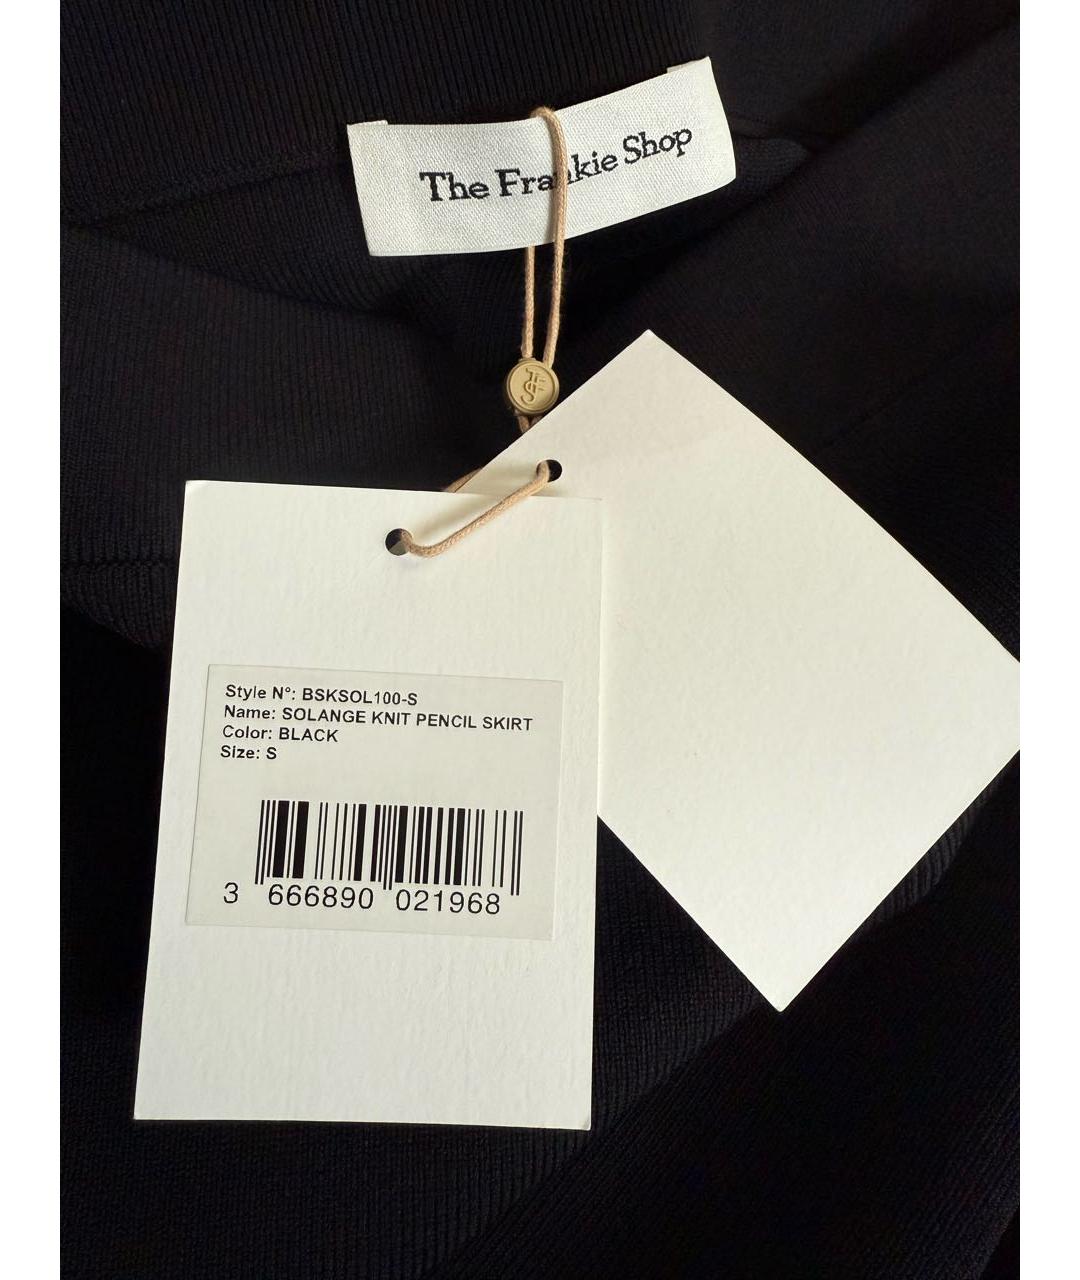 The Frankie Shop
Style N°: BSKSOL100-S
Name: SOLANGE KNIT PENCIL SKIRT
Color: BLACK
Size: S
3 666890 021968